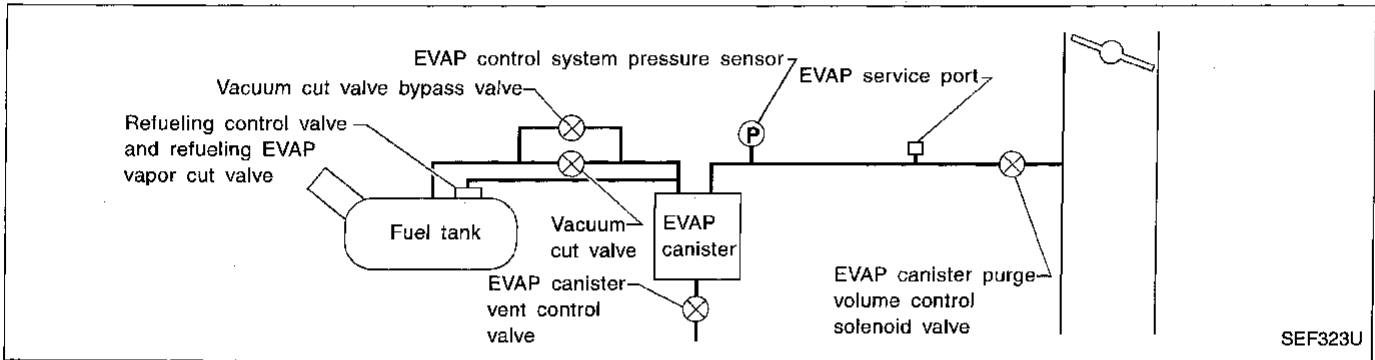 EVAP control system pressure sensor
EVAP service port
Vacuum cut valve bypass valve
Refueling control valve
and refueling EVAP
vapor cut valve
P
Fuel tank
Vacuum
cut valve
EVAP
canister
EVAP canister
vent control
valve
EVAP canister purge
volume control
solenoid valve
SEF323U